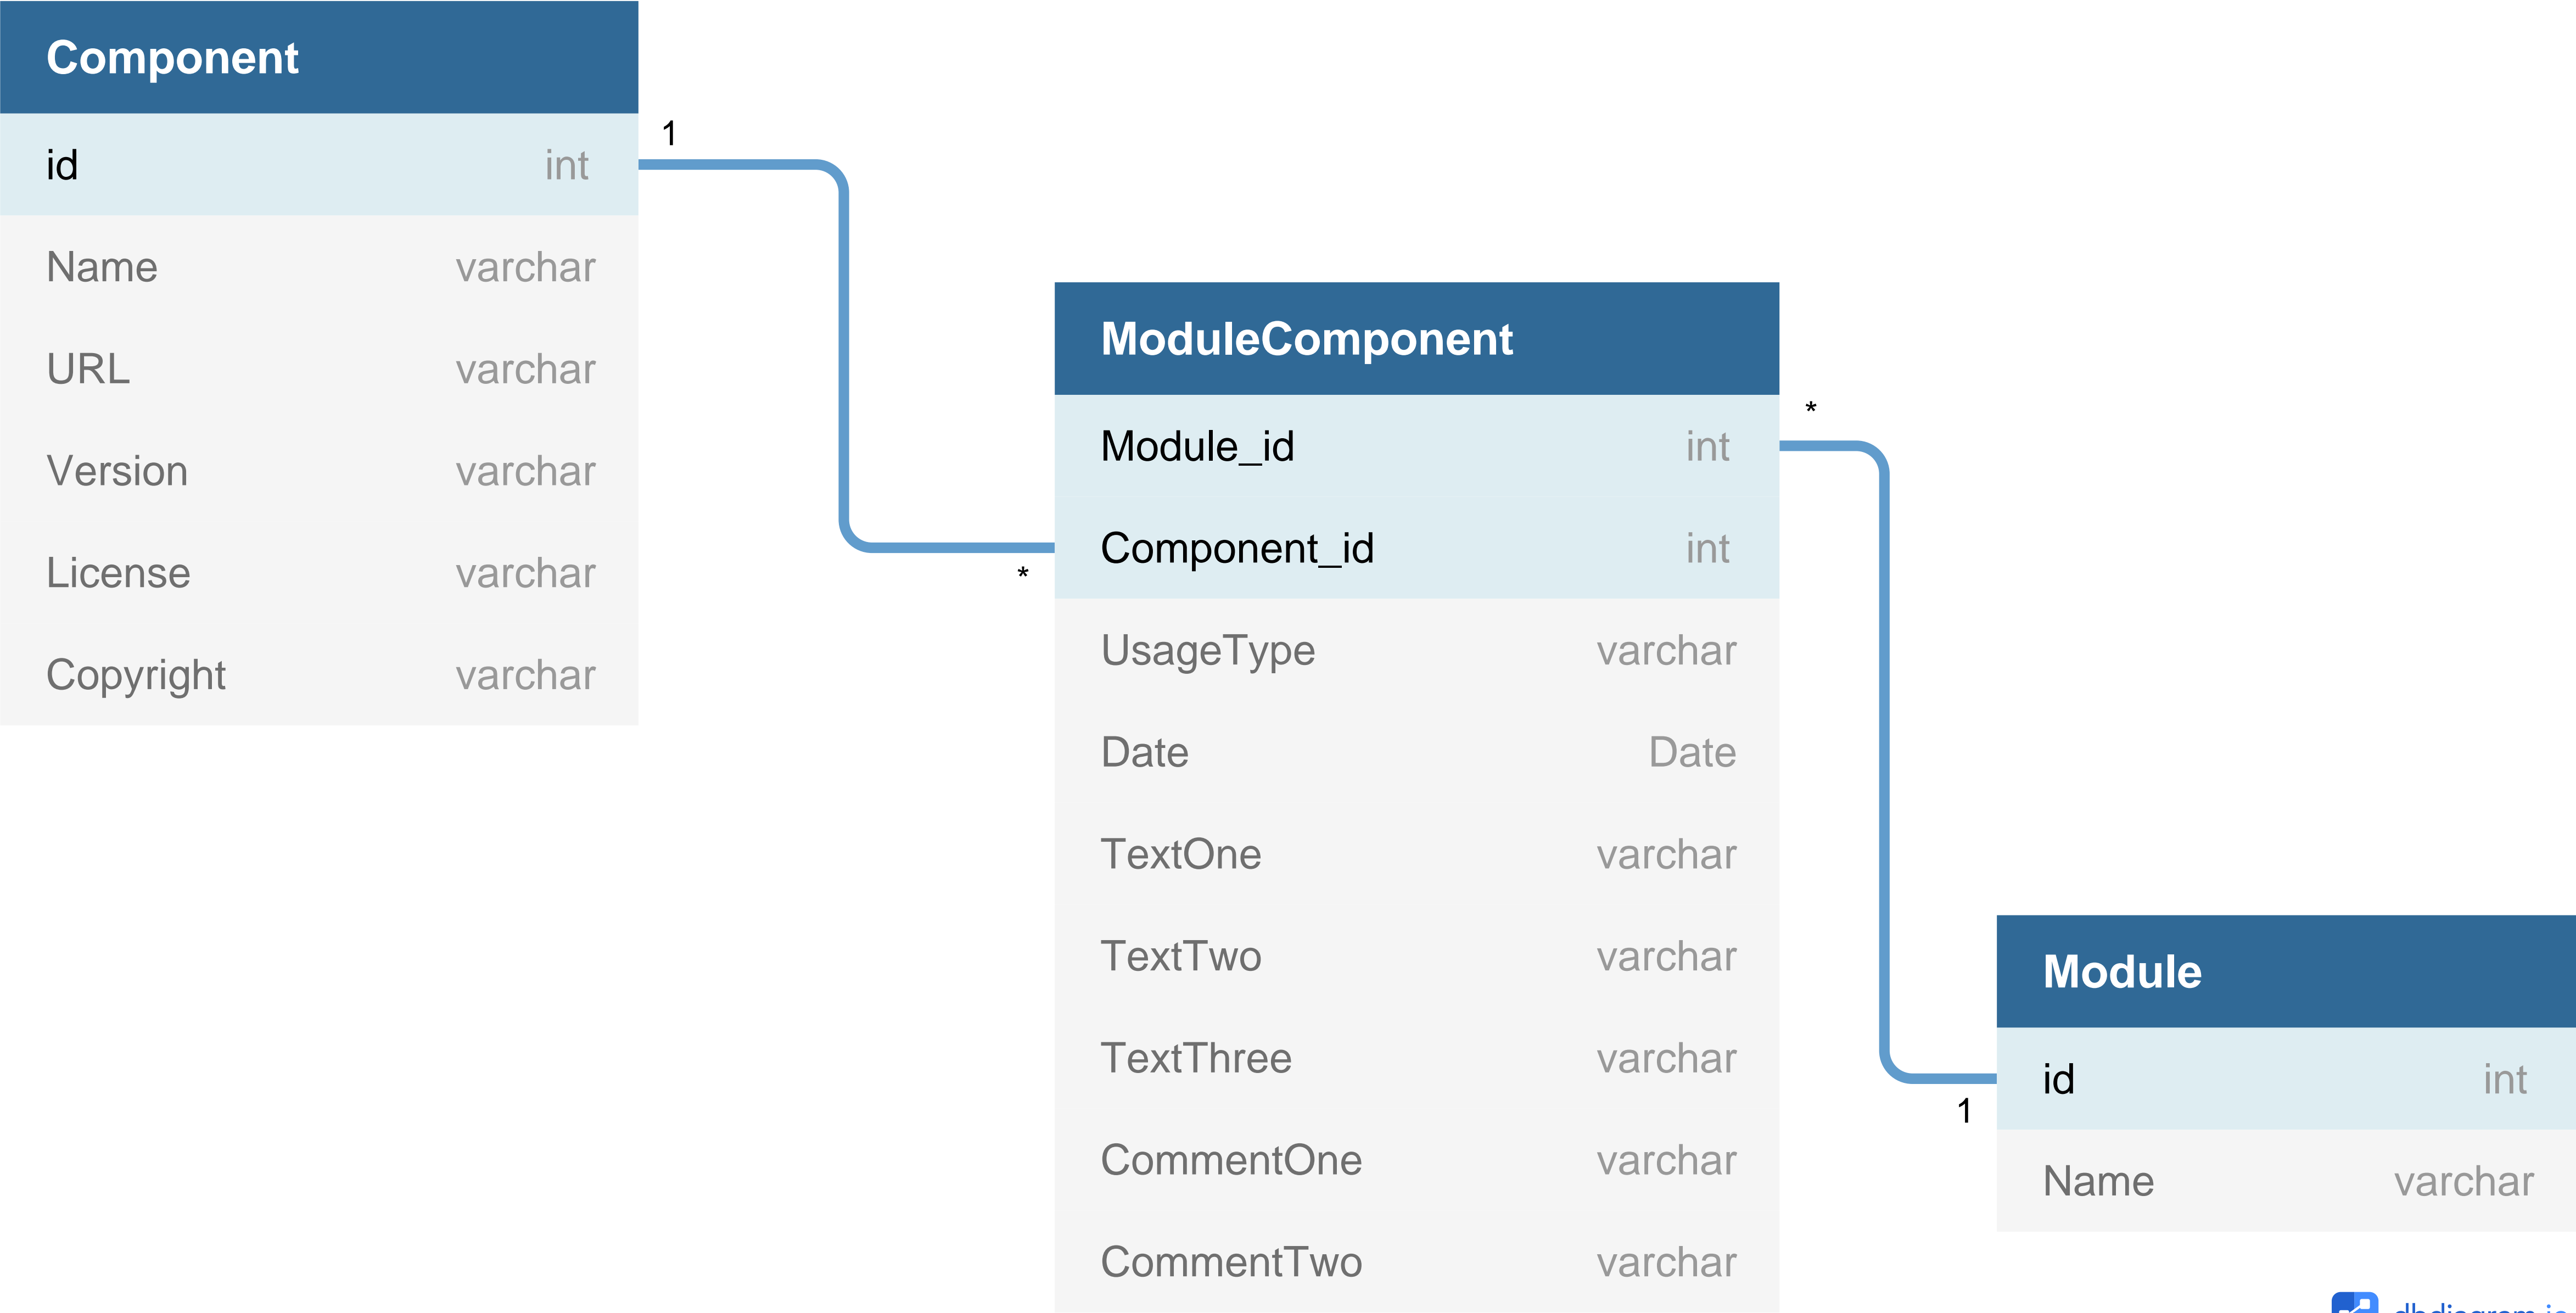 Component
id int
Name varchar
URL varchar
Version varchar
License varchar
Copyright varchar
1
*
ModuleComponent
Module_id int
Component_id int
UsageType varchar
Date Date
TextOne varchar
TextTwo varchar
TextThree varchar
CommentOne varchar
CommentTwo varchar
*
1
Module
id int
Name varchar